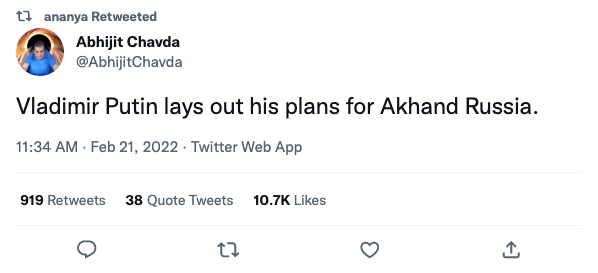 ananya Retweeted
Abhijit Chavda
@AbhijitChavda
Vladimir Putin lays out his plans for Akhand Russia.
11:34 AM · Feb 21, 2022 · Twitter Web App
919 Retweets 38 Quote Tweets 10.7K Likes